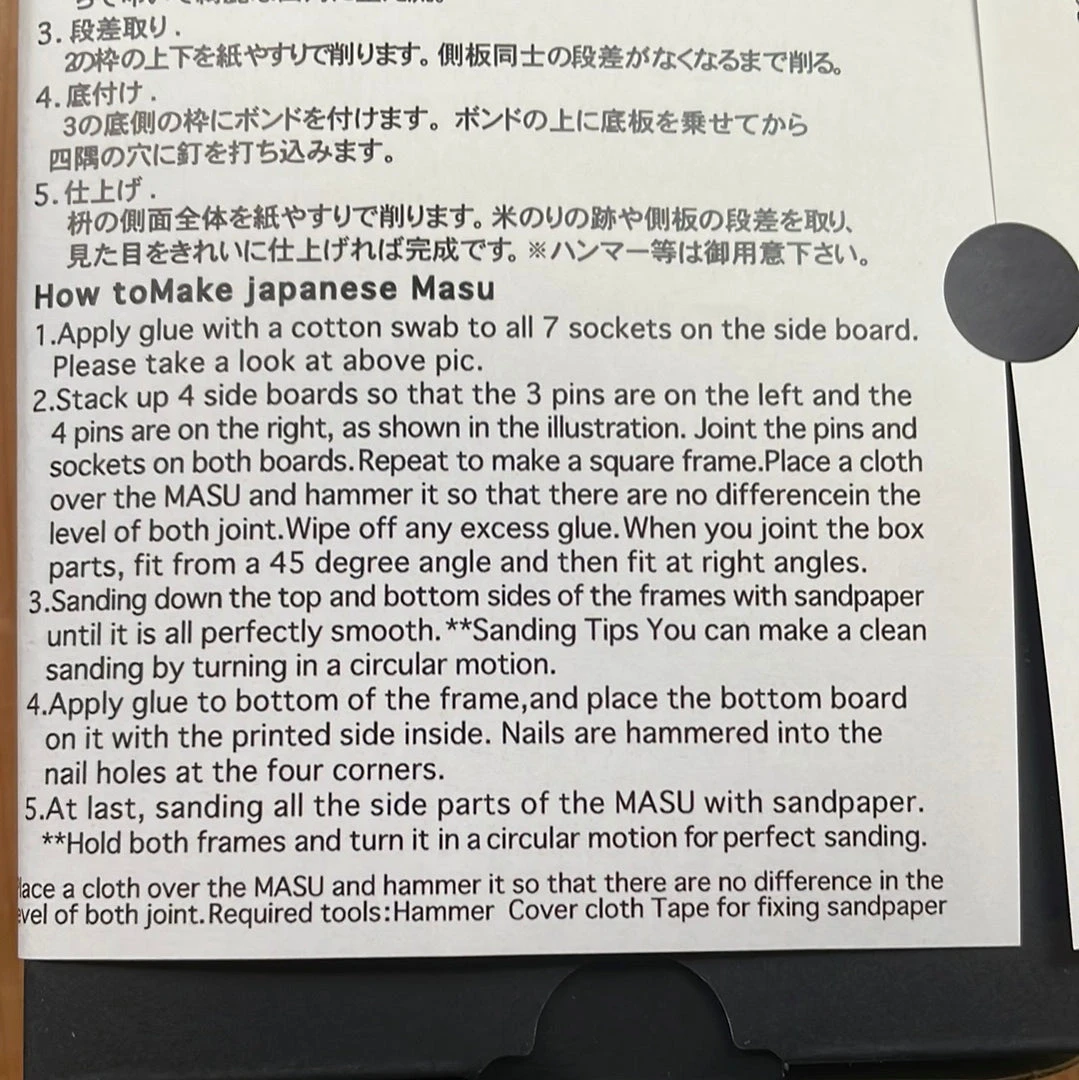 3. 段差取り.
2の枠の上下を紙やすりで削ります。側板同士の段差がなくなるまで削る。
4. 底付け.
3の底側の枠にボンドを付けます。ボンドの上に底板を乗せてから
四隅の穴に釘を打ち込みます。
5. 仕上げ.
枡の側面全体を紙やすりで削ります。米のりの跡や側板の段差を取り、
見た目をきれいに仕上げれば完成です。※ハンマー等は御用意下さい。
How toMake japanese Masu
1.Apply glue with a cotton swab to all 7 sockets on the side board.
Please take a look at above pic.
2.Stack up 4 side boards so that the 3 pins are on the left and the
4 pins are on the right, as shown in the illustration. Joint the pins and
sockets on both boards.Repeat to make a square frame.Place a cloth
over the MASU and hammer it so that there are no differencein the
level of both joint.Wipe off any excess glue.When you joint the box
parts, fit from a 45 degree angle and then fit at right angles.
3.Sanding down the top and bottom sides of the frames with sandpaper
until it is all perfectly smooth.**Sanding Tips You can make a clean
sanding by turning in a circular motion.
4.Apply glue to bottom of the frame,and place the bottom board
on it with the printed side inside. Nails are hammered into the
nail holes at the four corners.
5.At last, sanding all the side parts of the MASU with sandpaper.
**Hold both frames and turn it in a circular motion for perfect sanding.
lace a cloth over the MASU and hammer it so that there are no difference in the
vel of both joint.Required tools:Hammer Cover cloth Tape for fixing sandpaper